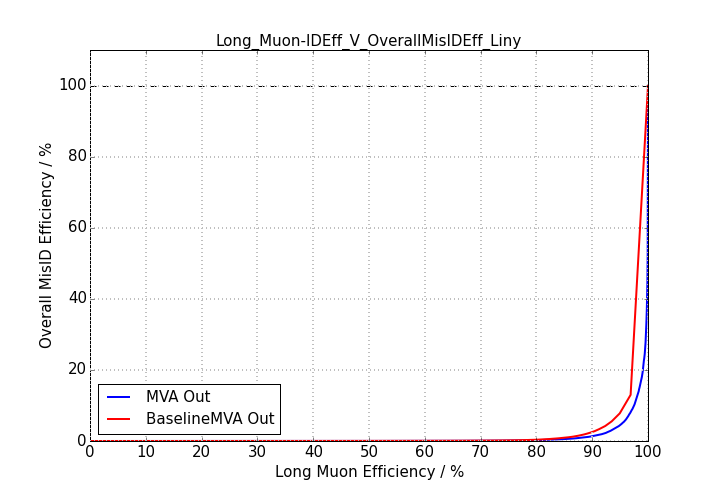 Long_Muon-IDEff_V_OverallMisIDEff_Liny
100
80
60
40
20
0
Overall MisID Efficiency / %
MVA Out
BaselineMVA Out
0 10 20 30 40 50 60 70 80 90 100
Long Muon Efficiency / %